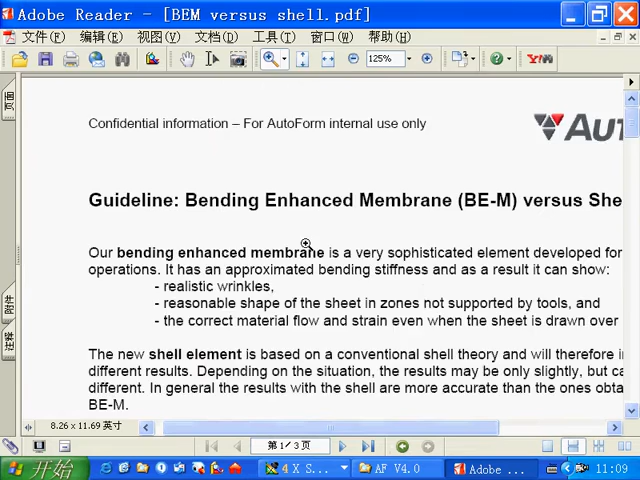 Adobe Reader - [BEM versus shell.pdf]
文件(F) 编辑(E) 视图(V) 文档(D) 工具(T) 窗口(W) 帮助(H)
125%
Y!
页面
Confidential information – For AutoForm internal use only
AU
Guideline: Bending Enhanced Membrane (BE-M) versus She
Our bending enhanced membrane is a very sophisticated element developed for
operations. It has an approximated bending stiffness and as a result it can show:
- realistic wrinkles,
- reasonable shape of the sheet in zones not supported by tools, and
- the correct material flow and strain even when the sheet is drawn over
附件
注释
The new shell element is based on a conventional shell theory and will therefore i
different results. Depending on the situation, the results may be only slightly, but ca
different. In general the results with the shell are more accurate than the ones obta
BE-M.
8.26 x 11.69 英寸
第 1 / 3 页
开始 4 X S... AF V4.0 Adobe ... 11:09